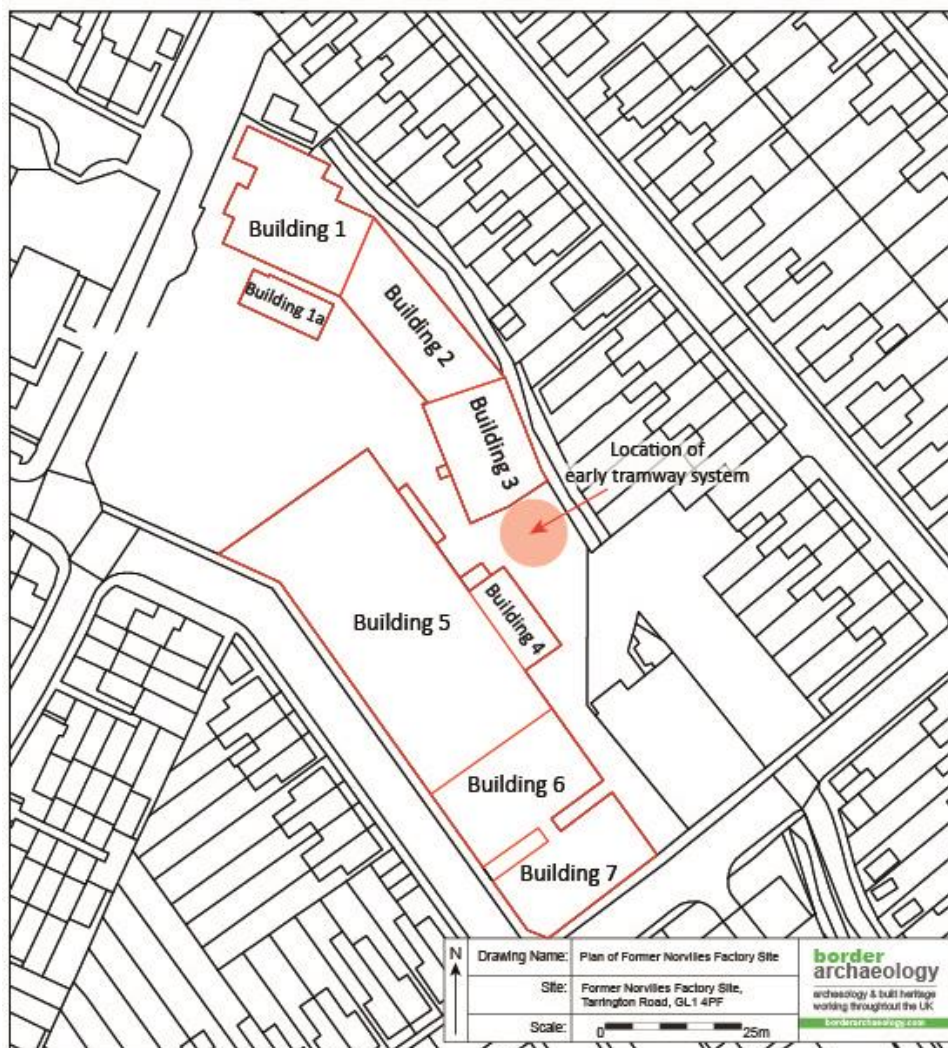 Building 1
Building 1a
Building 2
Building 3
Location of
early tramway system
Building 4
Building 5
Building 6
Building 7
N
Drawing Name: Plan of Former Norvilles Factory Site
Site: Former Norvilles Factory Site,
Tarrington Road, GL1 4PF
Scale: 0 25m
border
archaeology
archaeology & built heritage
working throughout the UK
borderarchaeology.com